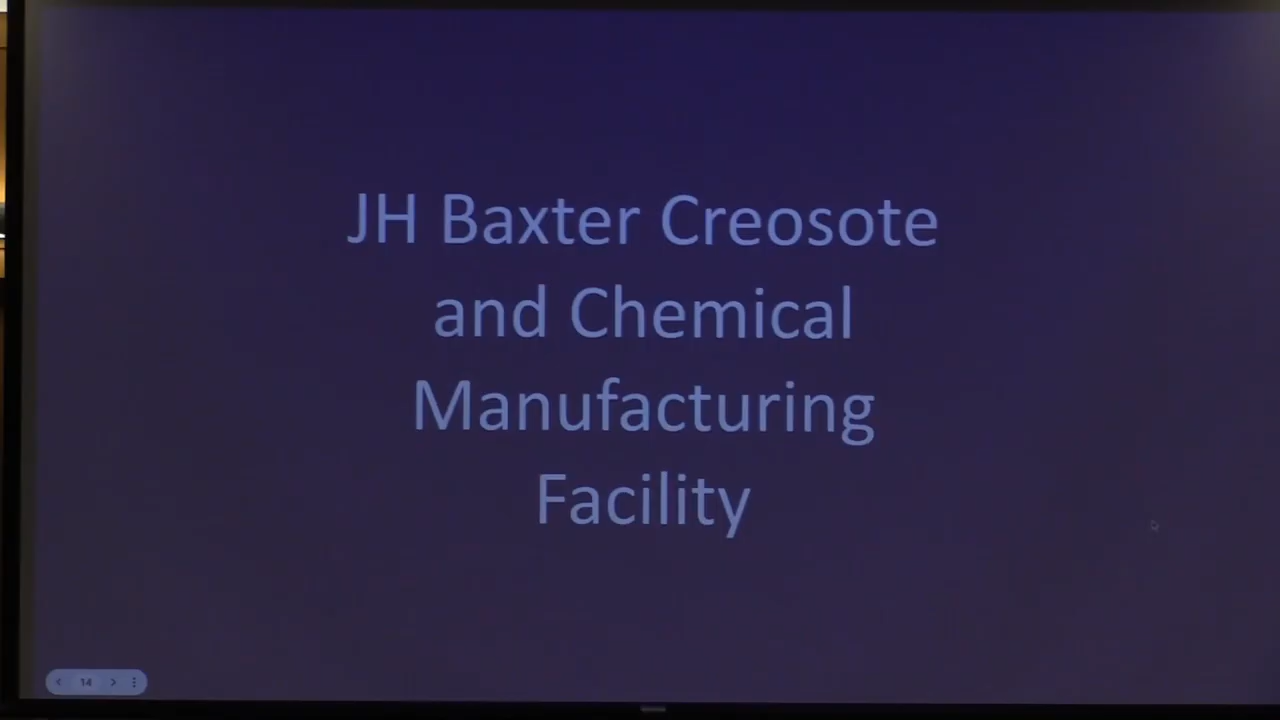 JH Baxter Creosote
and Chemical
Manufacturing
Facility
14